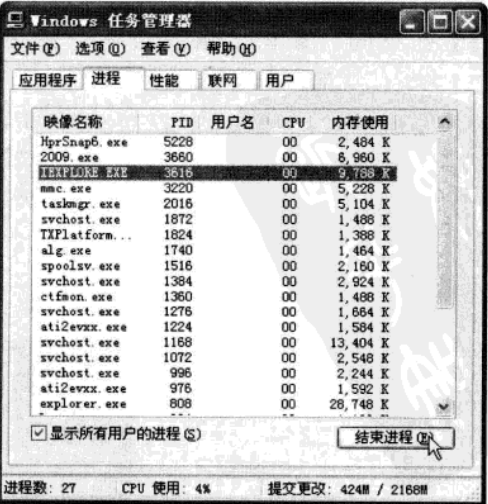 Windows 任务管理器
文件(F) 选项(O) 查看(V) 帮助(H)
应用程序 进程 性能 联网 用户
映像名称 PID 用户名 CPU 内存使用
HprSnap6.exe 5228 00 2,484 K
2009.exe 3660 00 6,960 K
IEXPLORE.EXE 3616 00 9,788 K
mmc.exe 3220 00 5,228 K
taskmgr.exe 2016 00 5,104 K
svchost.exe 1872 00 1,488 K
TXPlatform... 1824 00 1,388 K
alg.exe 1740 00 1,464 K
spoolsv.exe 1516 00 2,160 K
svchost.exe 1384 00 2,924 K
ctfmon.exe 1360 00 1,488 K
svchost.exe 1276 00 1,664 K
ati2evxx.exe 1224 00 1,584 K
svchost.exe 1168 00 13,404 K
svchost.exe 1072 00 2,548 K
svchost.exe 996 00 2,244 K
ati2evxx.exe 976 00 1,592 K
explorer.exe 808 00 28,748 K
显示所有用户的进程(S)
结束进程(E)
进程数: 27 CPU 使用: 4% 提交更改: 424M / 2168M